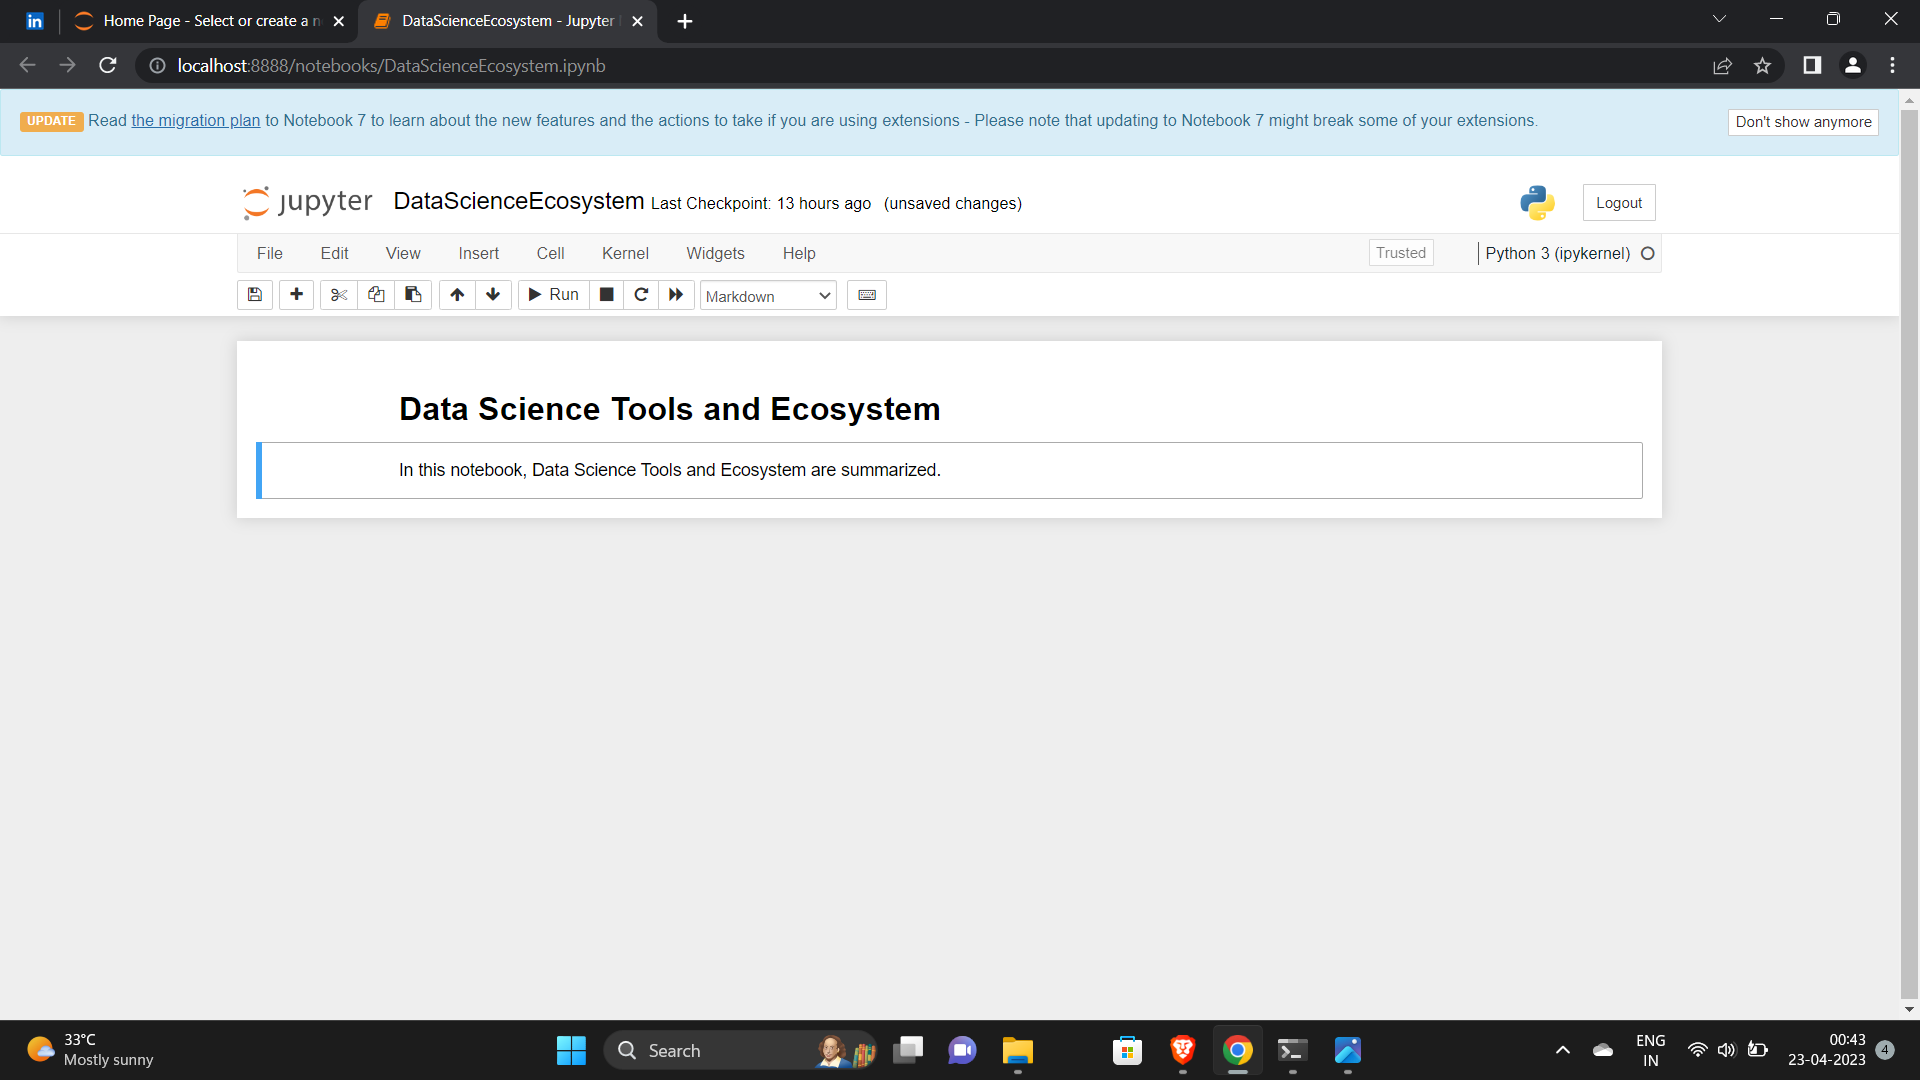 in
Home Page - Select or create a n
DataScienceEcosystem - Jupyter
localhost:8888/notebooks/DataScienceEcosystem.ipynb
UPDATE Read the migration plan to Notebook 7 to learn about the new features and the actions to take if you are using extensions - Please note that updating to Notebook 7 might break some of your extensions.
Don't show anymore
jupyter DataScienceEcosystem Last Checkpoint: 13 hours ago (unsaved changes)
Logout
File Edit View Insert Cell Kernel Widgets Help
Trusted
Python 3 (ipykernel)
Run
Markdown
Data Science Tools and Ecosystem
In this notebook, Data Science Tools and Ecosystem are summarized.
33°C
Mostly sunny
Search
ENG
IN
00:43
23-04-2023
4